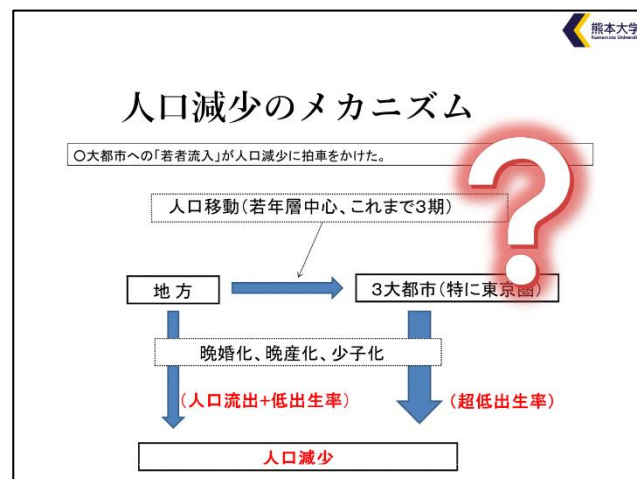 熊本大学
Kumamoto University
人口減少のメカニズム
○大都市への「若者流入」が人口減少に拍車をかけた。
人口移動(若年層中心、これまで3期)
地方
3大都市(特に東京圏)
晩婚化、晩産化、少子化
(人口流出+低出生率)
(超低出生率)
人口減少
?